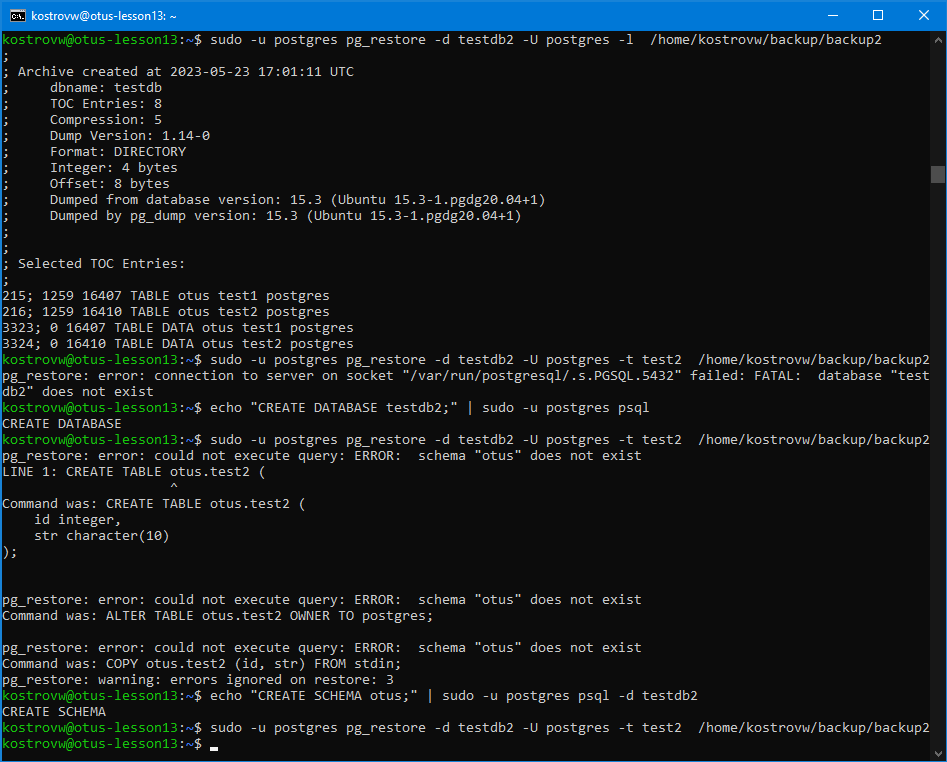 kostrovw@otus-lesson13: ~
kostrovw@otus-lesson13:~$ sudo -u postgres pg_restore -d testdb2 -U postgres -l  /home/kostrovw/backup/backup2
;
; Archive created at 2023-05-23 17:01:11 UTC
;     dbname: testdb
;     TOC Entries: 8
;     Compression: 5
;     Dump Version: 1.14-0
;     Format: DIRECTORY
;     Integer: 4 bytes
;     Offset: 8 bytes
;     Dumped from database version: 15.3 (Ubuntu 15.3-1.pgdg20.04+1)
;     Dumped by pg_dump version: 15.3 (Ubuntu 15.3-1.pgdg20.04+1)
;
;
; Selected TOC Entries:
;
215; 1259 16407 TABLE otus test1 postgres
216; 1259 16410 TABLE otus test2 postgres
3323; 0 16407 TABLE DATA otus test1 postgres
3324; 0 16410 TABLE DATA otus test2 postgres
kostrovw@otus-lesson13:~$ sudo -u postgres pg_restore -d testdb2 -U postgres -t test2  /home/kostrovw/backup/backup2
pg_restore: error: connection to server on socket "/var/run/postgresql/.s.PGSQL.5432" failed: FATAL:  database "test
db2" does not exist
kostrovw@otus-lesson13:~$ echo "CREATE DATABASE testdb2;" | sudo -u postgres psql
CREATE DATABASE
kostrovw@otus-lesson13:~$ sudo -u postgres pg_restore -d testdb2 -U postgres -t test2  /home/kostrovw/backup/backup2
pg_restore: error: could not execute query: ERROR:  schema "otus" does not exist
LINE 1: CREATE TABLE otus.test2 (
                     ^
Command was: CREATE TABLE otus.test2 (
    id integer,
    str character(10)
);
pg_restore: error: could not execute query: ERROR:  schema "otus" does not exist
Command was: ALTER TABLE otus.test2 OWNER TO postgres;
pg_restore: error: could not execute query: ERROR:  schema "otus" does not exist
Command was: COPY otus.test2 (id, str) FROM stdin;
pg_restore: warning: errors ignored on restore: 3
kostrovw@otus-lesson13:~$ echo "CREATE SCHEMA otus;" | sudo -u postgres psql -d testdb2
CREATE SCHEMA
kostrovw@otus-lesson13:~$ sudo -u postgres pg_restore -d testdb2 -U postgres -t test2  /home/kostrovw/backup/backup2
kostrovw@otus-lesson13:~$